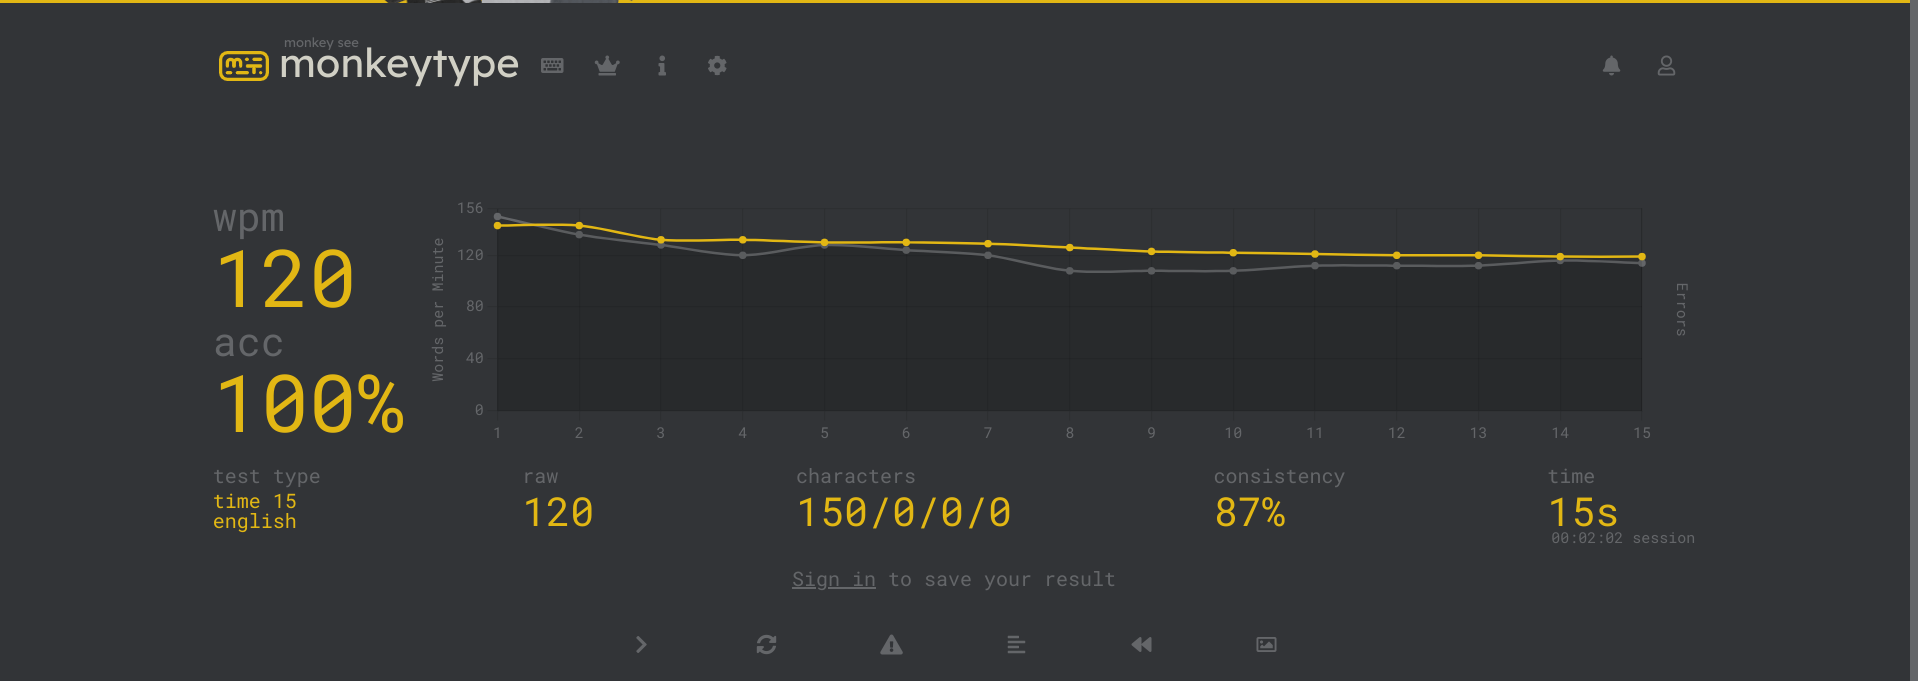 monkey see
monkeytype
wpm
120
acc
100%
Words per Minute
156
120
80
40
0
1 2 3 4 5 6 7 8 9 10 11 12 13 14 15
Errors
test type
time 15
english
raw
120
characters
150/0/0/0
consistency
87%
time
15s
00:02:02 session
Sign in to save your result